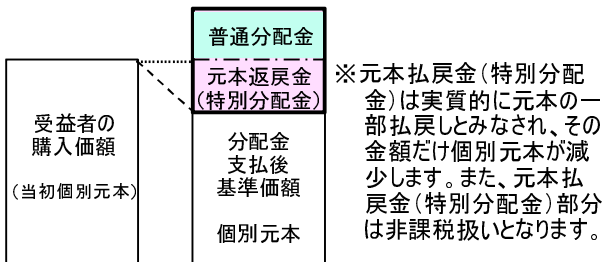 受益者の
購入価額
(当初個別元本)
普通分配金
元本返戻金
(特別分配金)
分配金
支払後
基準価額
個別元本
※元本払戻金(特別分配
金)は実質的に元本の一
部払戻しとみなされ、その
金額だけ個別元本が減
少します。また、元本払
戻金(特別分配金)部分
は非課税扱いとなります。